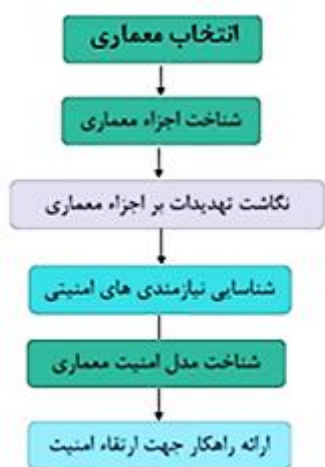 انتخاب معماری
شناخت اجزاء معماری
نگاشت تهدیدات بر اجزاء معماری
شناسایی نیازمندی های امنیتی
شناخت مدل امنیت معماری
ارائه راهکار جهت ارتقاء امنیت